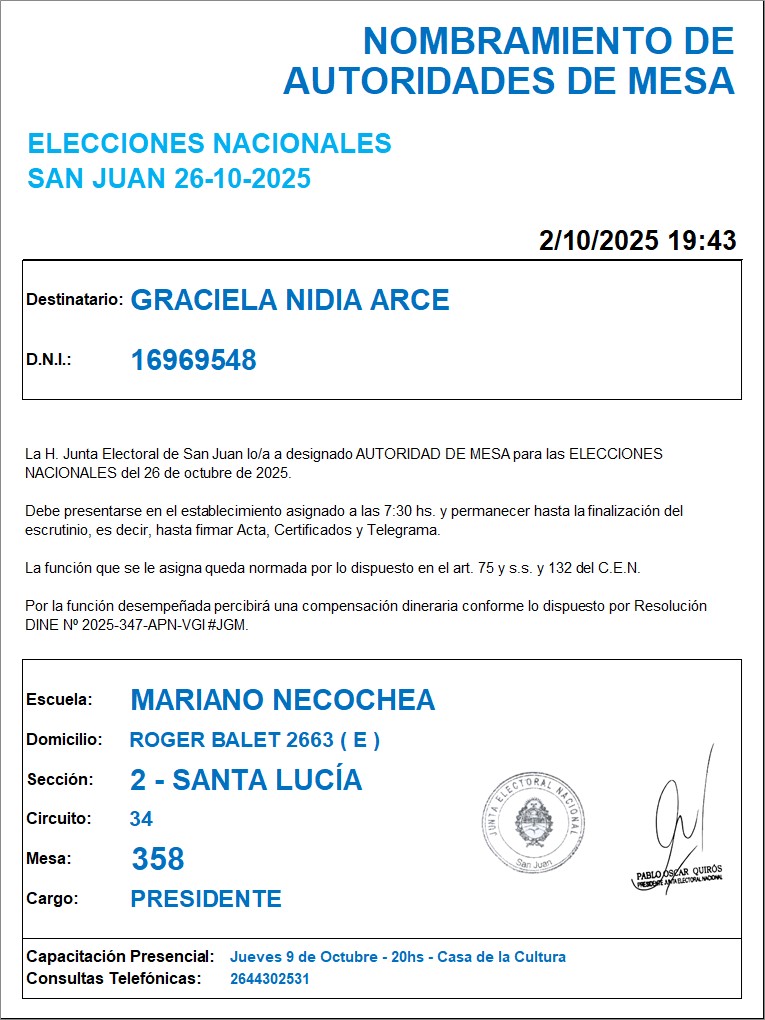 NOMBRAMIENTO DE
AUTORIDADES DE MESA
ELECCIONES NACIONALES
SAN JUAN 26-10-2025
2/10/2025 19:43
Destinatario: GRACIELA NIDIA ARCE
D.N.I.: 16969548
La H. Junta Electoral de San Juan lo/a a designado AUTORIDAD DE MESA para las ELECCIONES
NACIONALES del 26 de octubre de 2025.
Debe presentarse en el establecimiento asignado a las 7:30 hs. y permanecer hasta la finalización del
escrutinio, es decir, hasta firmar Acta, Certificados y Telegrama.
La función que se le asigna queda normada por lo dispuesto en el art. 75 y s.s. y 132 del C.E.N.
Por la función desempeñada percibirá una compensación dineraria conforme lo dispuesto por Resolución
DINE Nº 2025-347-APN-VGI#JGM.
Escuela: MARIANO NECOCHEA
Domicilio: ROGER BALET 2663 ( E )
Sección: 2 - SANTA LUCÍA
Circuito: 34
Mesa: 358
Cargo: PRESIDENTE
JUNTA ELECTORAL NACIONAL
San Juan
PABLO OSCAR QUIRÓS
PRESIDENTE JUNTA ELECTORAL NACIONAL
Capacitación Presencial: Jueves 9 de Octubre - 20hs - Casa de la Cultura
Consultas Telefónicas: 2644302531